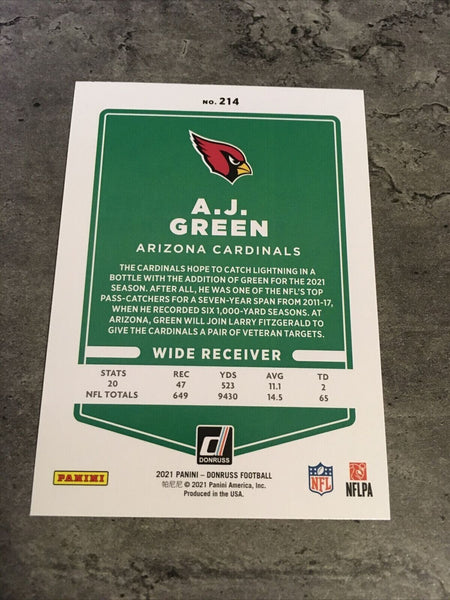 NO. 214
A.J.
GREEN
ARIZONA CARDINALS
THE CARDINALS HOPE TO CATCH LIGHTNING IN A
BOTTLE WITH THE ADDITION OF GREEN FOR THE 2021
SEASON. AFTER ALL, HE WAS ONE OF THE NFL'S TOP
PASS-CATCHERS FOR A SEVEN-YEAR SPAN FROM 2011-17,
WHEN HE RECORDED SIX 1,000-YARD SEASONS. AT
ARIZONA, GREEN WILL JOIN LARRY FITZGERALD TO
GIVE THE CARDINALS A PAIR OF VETERAN TARGETS.
WIDE RECEIVER
STATS REC YDS AVG TD
20 47 523 11.1 2
NFL TOTALS 649 9430 14.5 65
DONRUSS
2021 PANINI – DONRUSS FOOTBALL
帕尼尼 © 2021 Panini America, Inc.
Produced in the USA.
PANINI
NFL
NFLPA